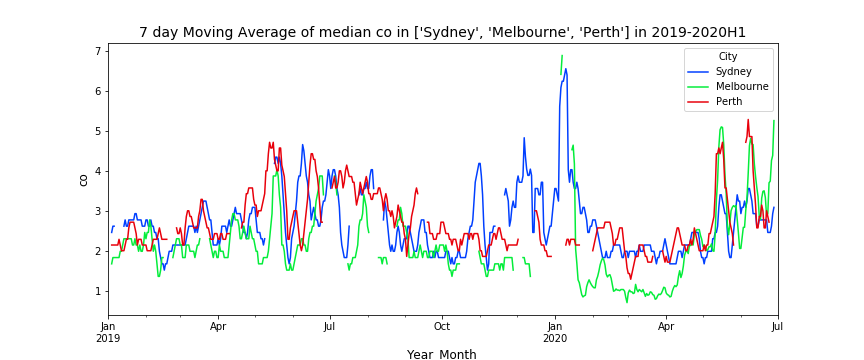 7 day Moving Average of median co in ['Sydney', 'Melbourne', 'Perth'] in 2019-2020H1
City
Sydney
Melbourne
Perth
co
7
6
5
4
3
2
1
Jan
2019
Apr
Jul
Oct
Jan
2020
Apr
Jul
Year_Month